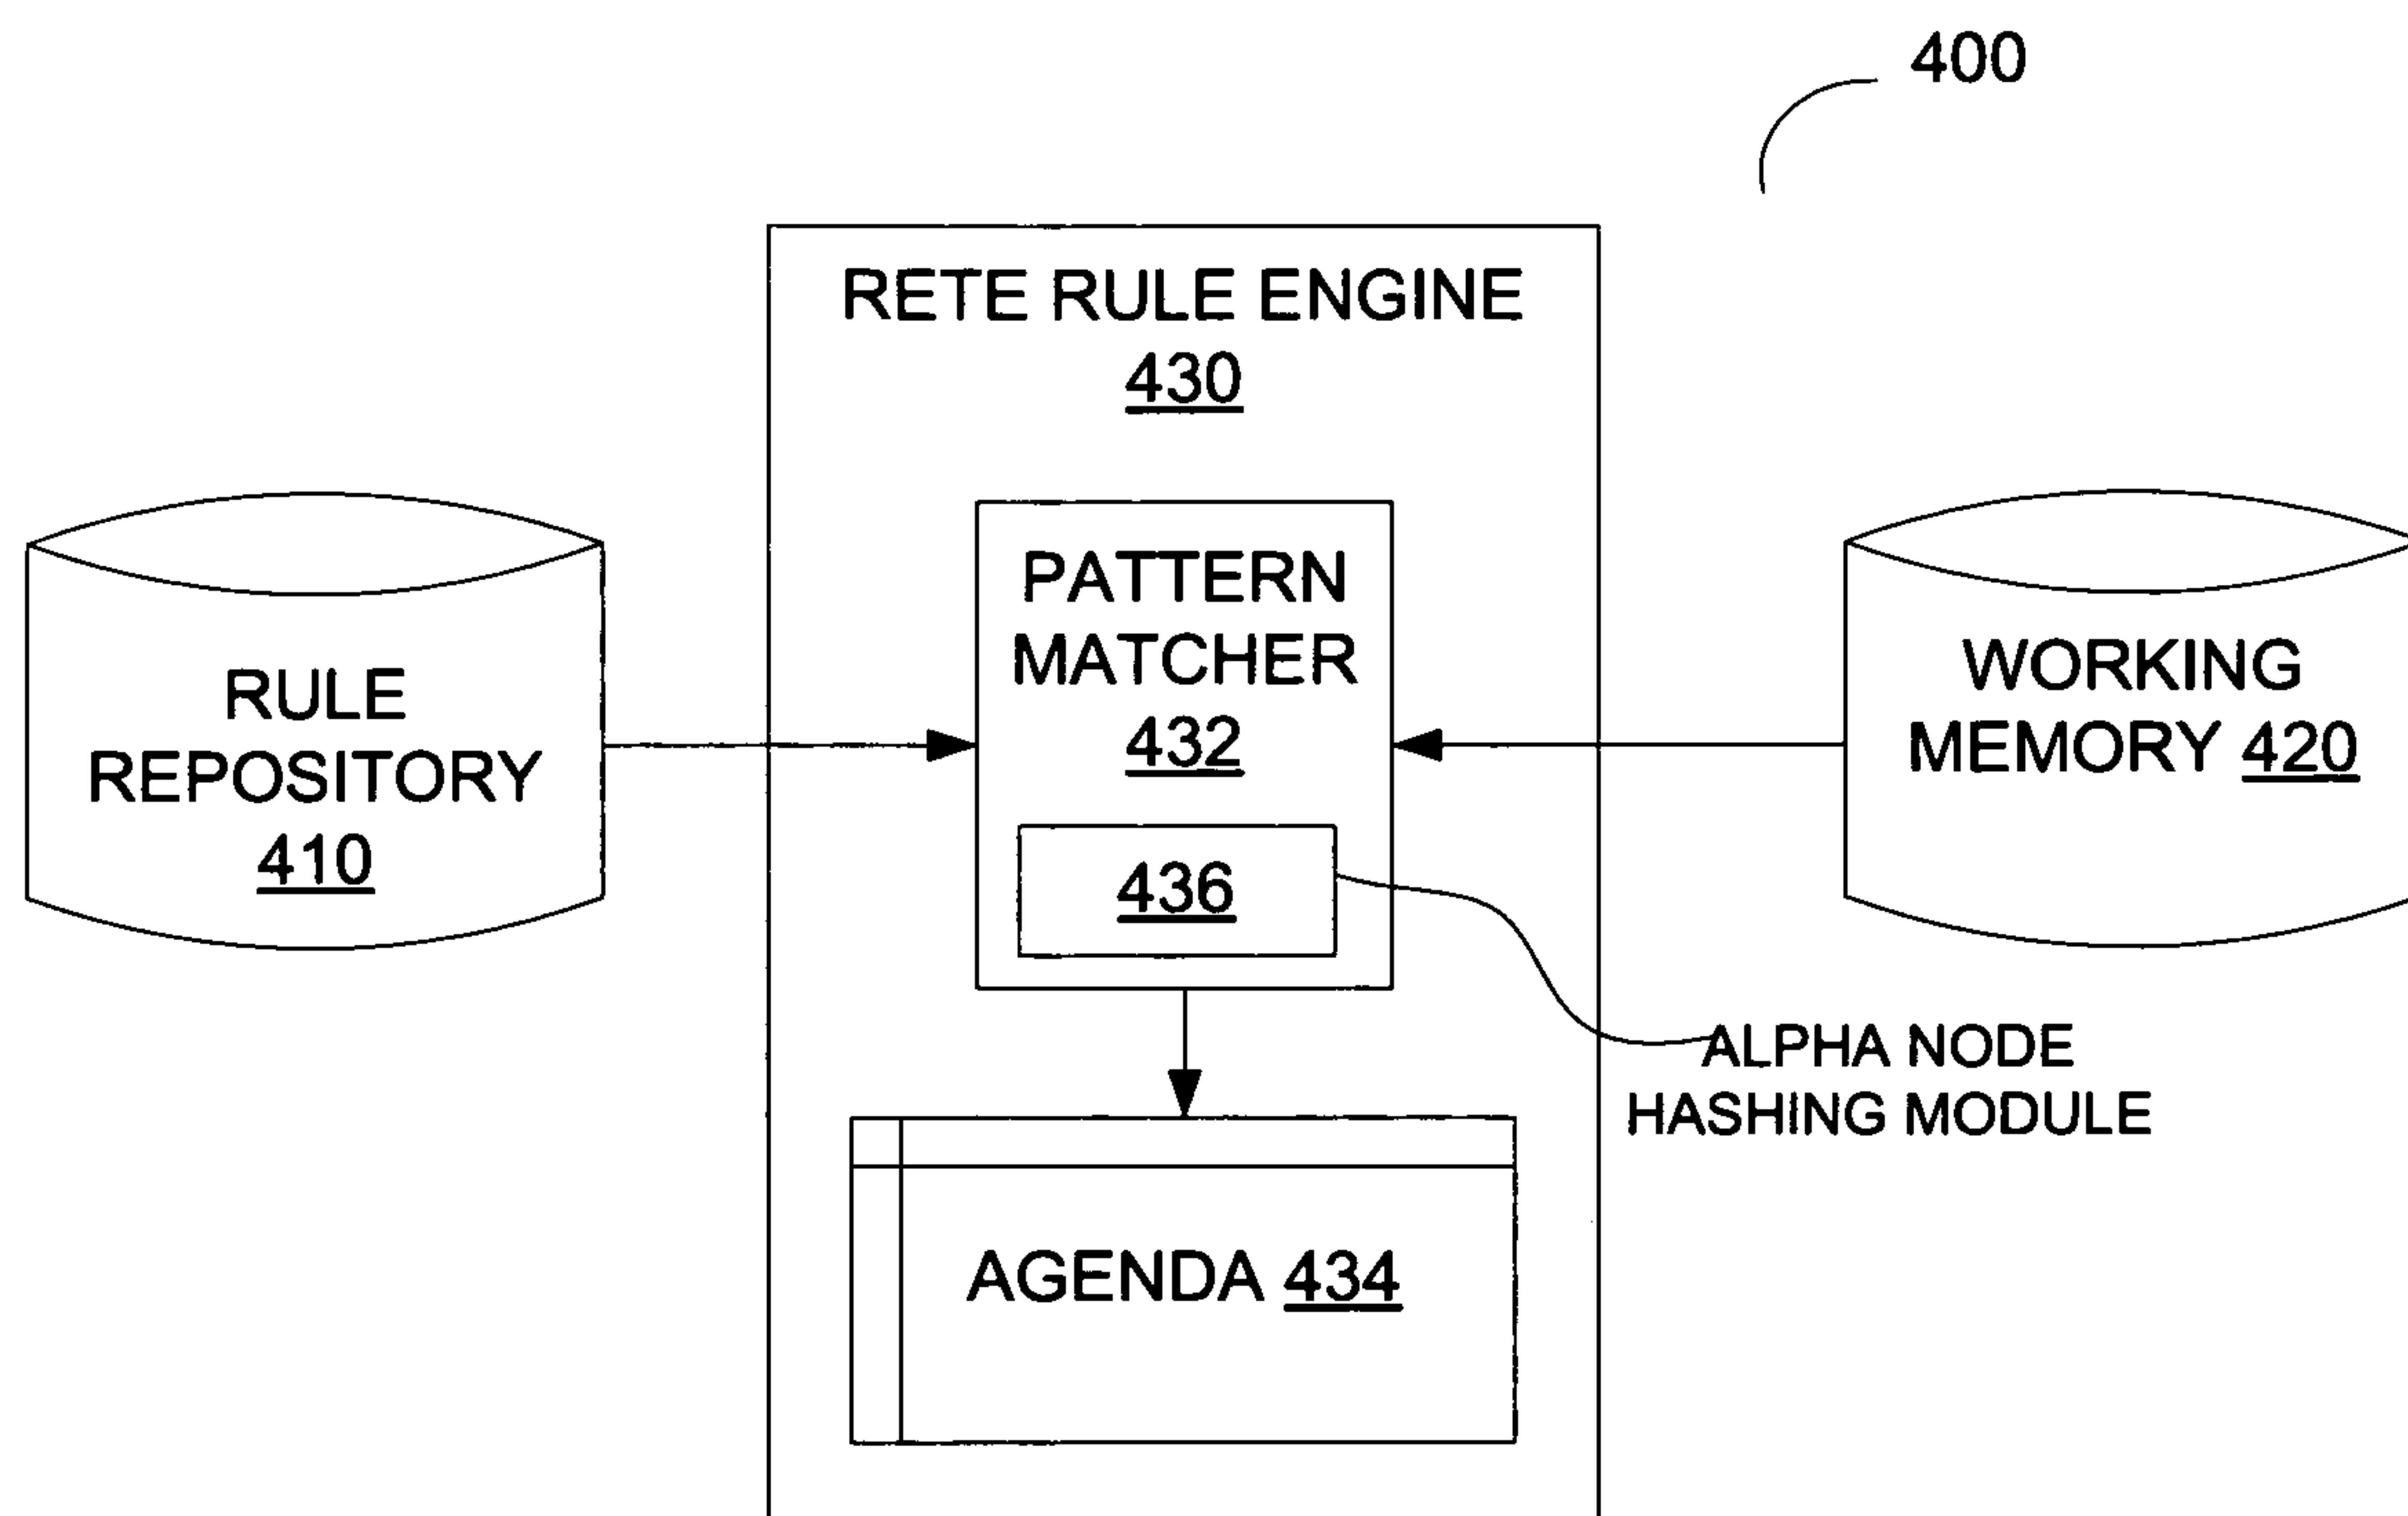 400
RETE RULE ENGINE
430
RULE
REPOSITORY
410
PATTERN
MATCHER
432
436
WORKING
MEMORY 420
ALPHA NODE
HASHING MODULE
AGENDA 434